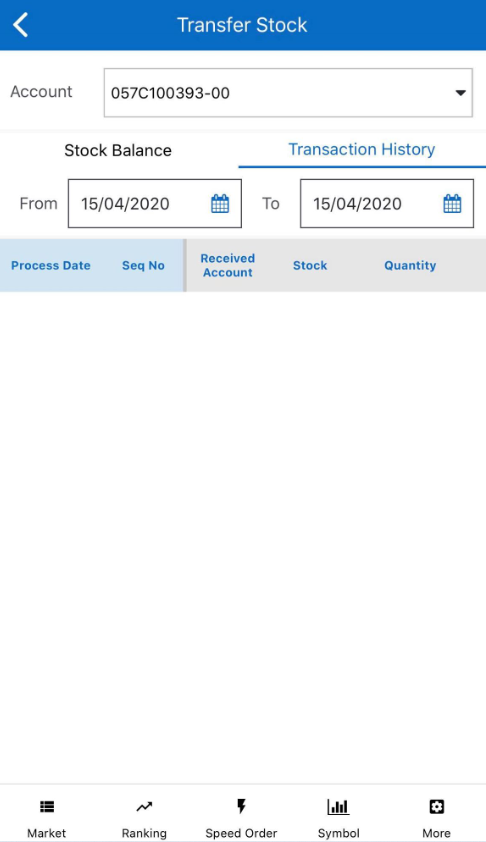 Transfer Stock
Account
057C100393-00
Stock Balance
Transaction History
From
15/04/2020
To
15/04/2020
Process Date
Seq No
Received
Account
Stock
Quantity
Market
Ranking
Speed Order
Symbol
More